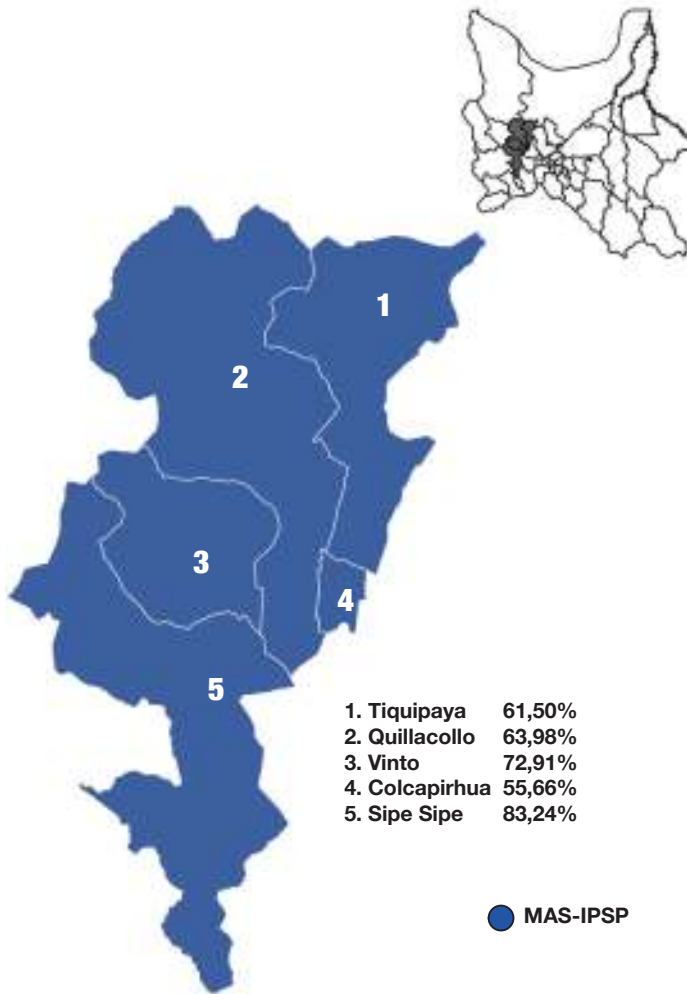 1
2
3
4
5
1. Tiquipaya 61,50%
2. Quillacollo 63,98%
3. Vinto 72,91%
4. Colcapirhua 55,66%
5. Sipe Sipe 83,24%
MAS-IPSP